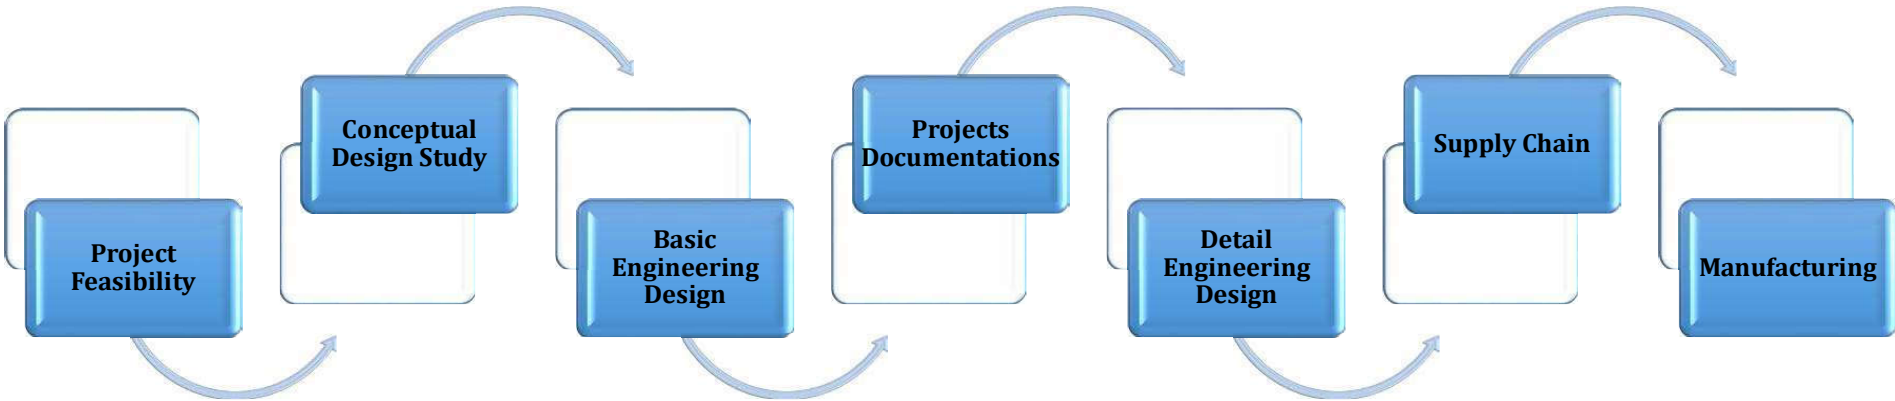 Project
Feasibility
Conceptual
Design Study
Basic
Engineering
Design
Projects
Documentations
Detail
Engineering
Design
Supply Chain
Manufacturing